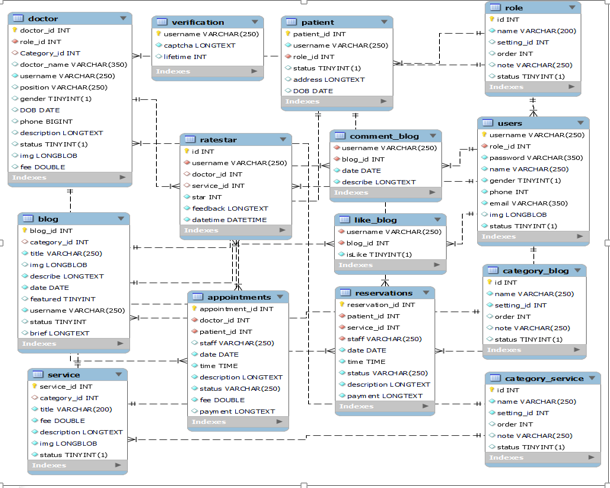 doctor
doctor_id INT
role_id INT
Category_id INT
doctor_name VARCHAR(350)
username VARCHAR(250)
position VARCHAR(250)
gender TINYINT(1)
DOB DATE
phone BIGINT
description LONGTEXT
status TINYINT(1)
img LONGBLOB
fee DOUBLE
Indexes
verification
username VARCHAR(250)
captcha LONGTEXT
lifetime INT
Indexes
patient
patient_id INT
username VARCHAR(250)
role_id INT
status TINYINT(1)
address LONGTEXT
DOB DATE
Indexes
role
id INT
name VARCHAR(200)
setting_id INT
order INT
note VARCHAR(250)
status TINYINT(1)
Indexes
ratestar
id INT
username VARCHAR(250)
doctor_id INT
service_id INT
star INT
feedback LONGTEXT
datetime DATETIME
Indexes
comment_blog
username VARCHAR(250)
blog_id INT
date DATE
describe LONGTEXT
Indexes
users
username VARCHAR(250)
role_id INT
password VARCHAR(350)
name VARCHAR(250)
gender TINYINT(1)
phone INT
email VARCHAR(350)
img LONGBLOB
status TINYINT(1)
Indexes
blog
blog_id INT
category_id INT
title VARCHAR(250)
img LONGBLOB
describe LONGTEXT
date DATE
featured TINYINT
username VARCHAR(250)
status TINYINT
brief LONGTEXT
Indexes
like_blog
username VARCHAR(250)
blog_id INT
isLike TINYINT(1)
Indexes
category_blog
id INT
name VARCHAR(250)
setting_id INT
order INT
note VARCHAR(250)
status TINYINT(1)
Indexes
appointments
appointment_id INT
doctor_id INT
patient_id INT
staff VARCHAR(250)
date DATE
time TIME
description LONGTEXT
status VARCHAR(250)
fee DOUBLE
payment LONGTEXT
Indexes
reservations
reservation_id INT
patient_id INT
service_id INT
staff VARCHAR(250)
date DATE
time TIME
status VARCHAR(250)
description LONGTEXT
payment LONGTEXT
Indexes
service
service_id INT
category_id INT
title VARCHAR(200)
fee DOUBLE
description LONGTEXT
img LONGBLOB
status TINYINT(1)
Indexes
category_service
id INT
name VARCHAR(250)
setting_id INT
order INT
note VARCHAR(250)
status TINYINT(1)
Indexes